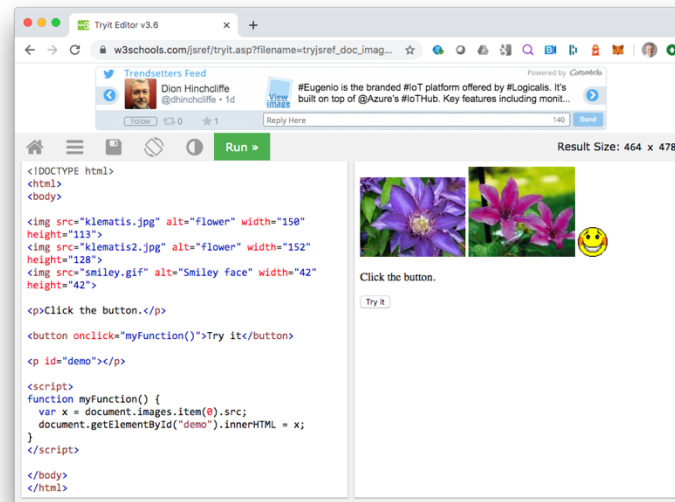 Tryit Editor v3.6
w3schools.com/jsref/tryit.asp?filename=tryjsref_doc_imag...
Trendsetters Feed
Powered by
Dion Hinchcliffe
@dhinchcliffe • 1d
View image
#Eugenio is the branded #IoT platform offered by #Logicalis. It's
built on top of @Azure's #IoTHub. Key features including monit...
Follow 0 1
Reply Here 140 Send
Run »
Result Size: 464 x 478
<!DOCTYPE html>
<html>
<body>
<img src="klematis.jpg" alt="flower" width="150"
height="113">
<img src="klematis2.jpg" alt="flower" width="152"
height="128">
<img src="smiley.gif" alt="Smiley face" width="42"
height="42">
<p>Click the button.</p>
<button onclick="myFunction()">Try it</button>
<p id="demo"></p>
<script>
function myFunction() {
var x = document.images.item(0).src;
document.getElementById("demo").innerHTML = x;
}
</script>
</body>
</html>
Click the button.
Try it